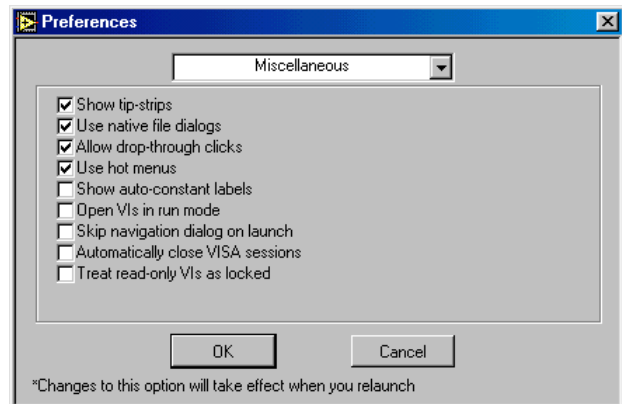 Preferences
Miscellaneous
Show tip-strips
Use native file dialogs
Allow drop-through clicks
Use hot menus
Show auto-constant labels
Open VIs in run mode
Skip navigation dialog on launch
Automatically close VISA sessions
Treat read-only VIs as locked
OK Cancel
*Changes to this option will take effect when you relaunch